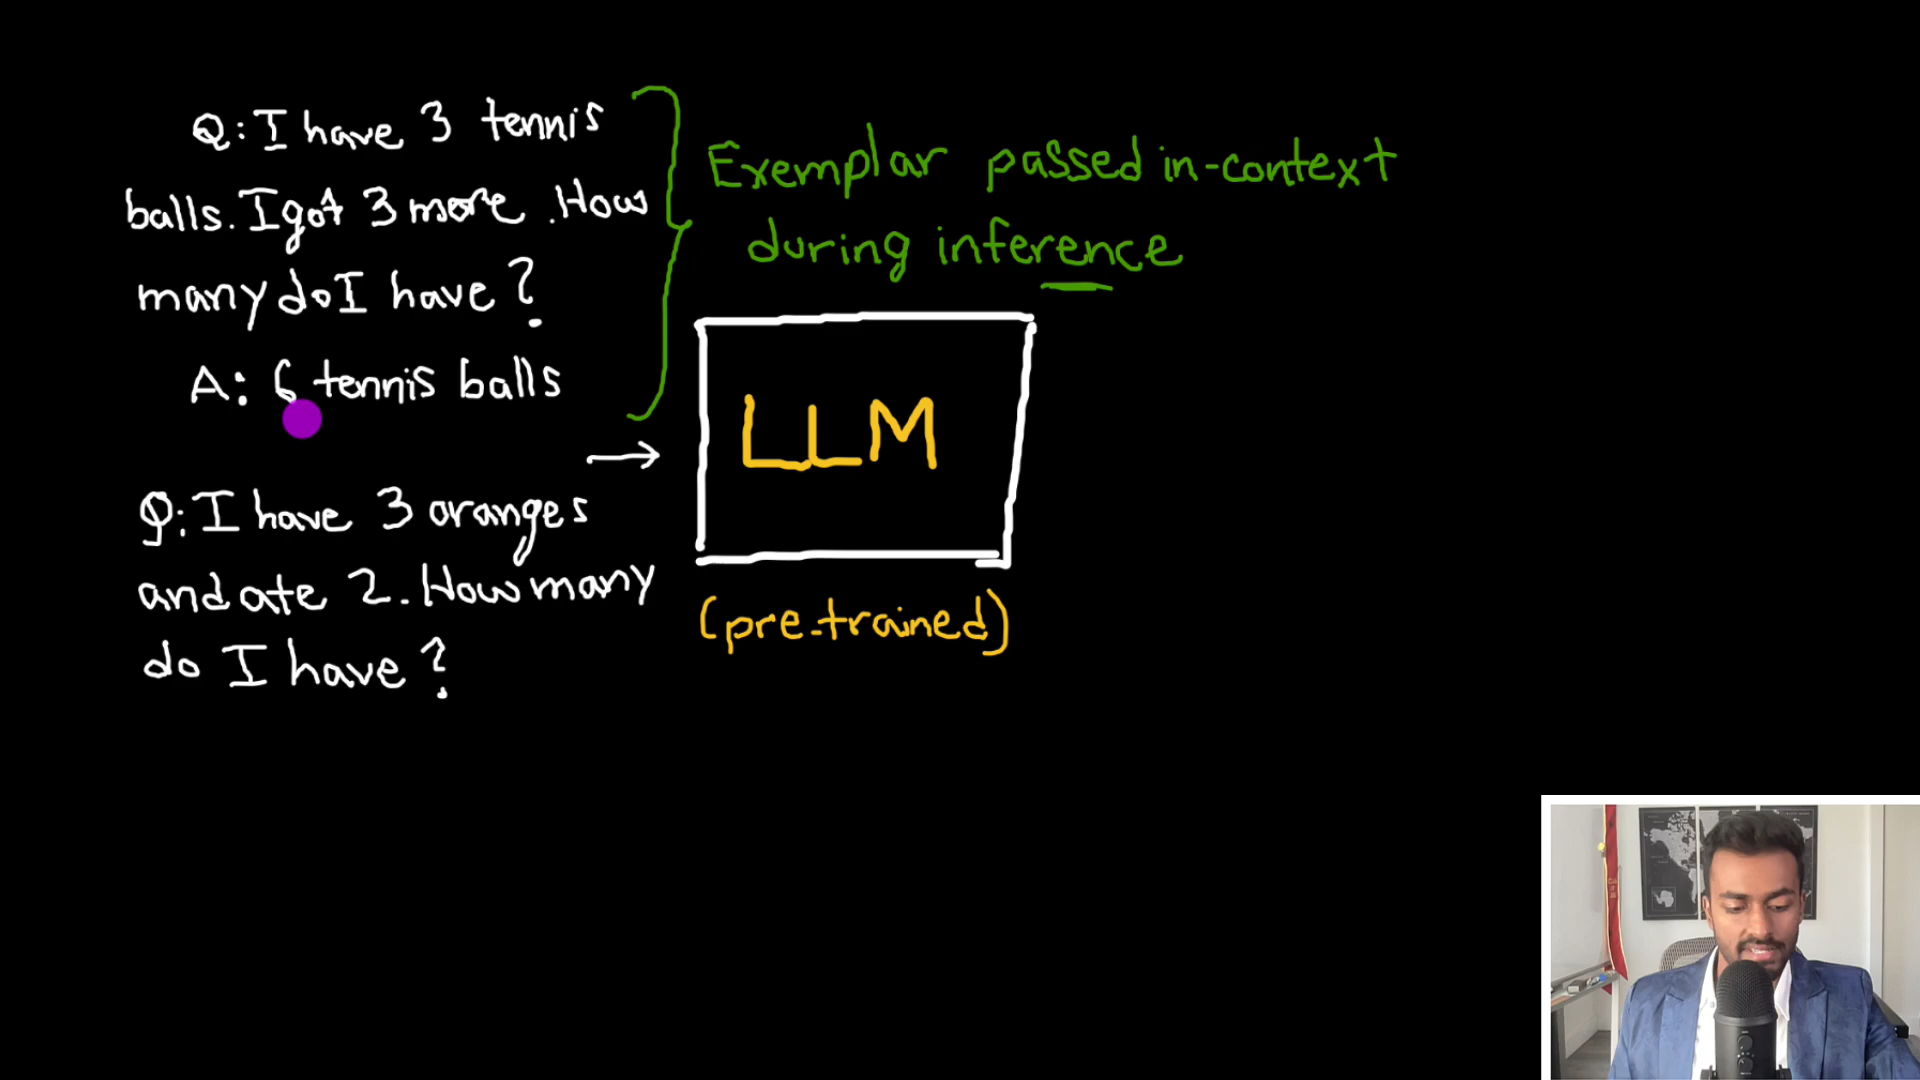 Q: I have 3 tennis
balls. I got 3 more. How
many do I have?
A: 6 tennis balls
Q: I have 3 oranges
and ate 2. How many
do I have?
Exemplar passed in-context
during inference
LLM
(pre-trained)